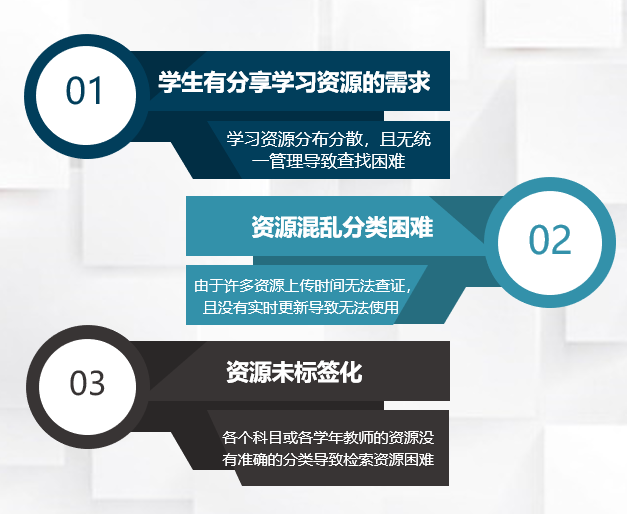 01
学生有分享学习资源的需求
学习资源分布分散，且无统
一管理导致查找困难
资源混乱分类困难
02
由于许多资源上传时间无法查证，
且没有实时更新导致无法使用
03
资源未标签化
各个科目或各学年教师的资源没
有准确的分类导致检索资源困难